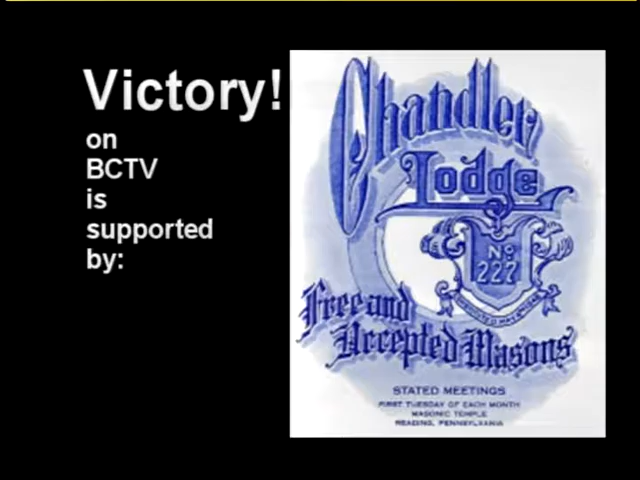 Victory!
on
BCTV
is
supported
by:
Chandler
Lodge
No
227
Free and
Accepted Masons
STATED MEETINGS
FIRST TUESDAY OF EACH MONTH
MASONIC TEMPLE
READING, PENNSYLVANIA